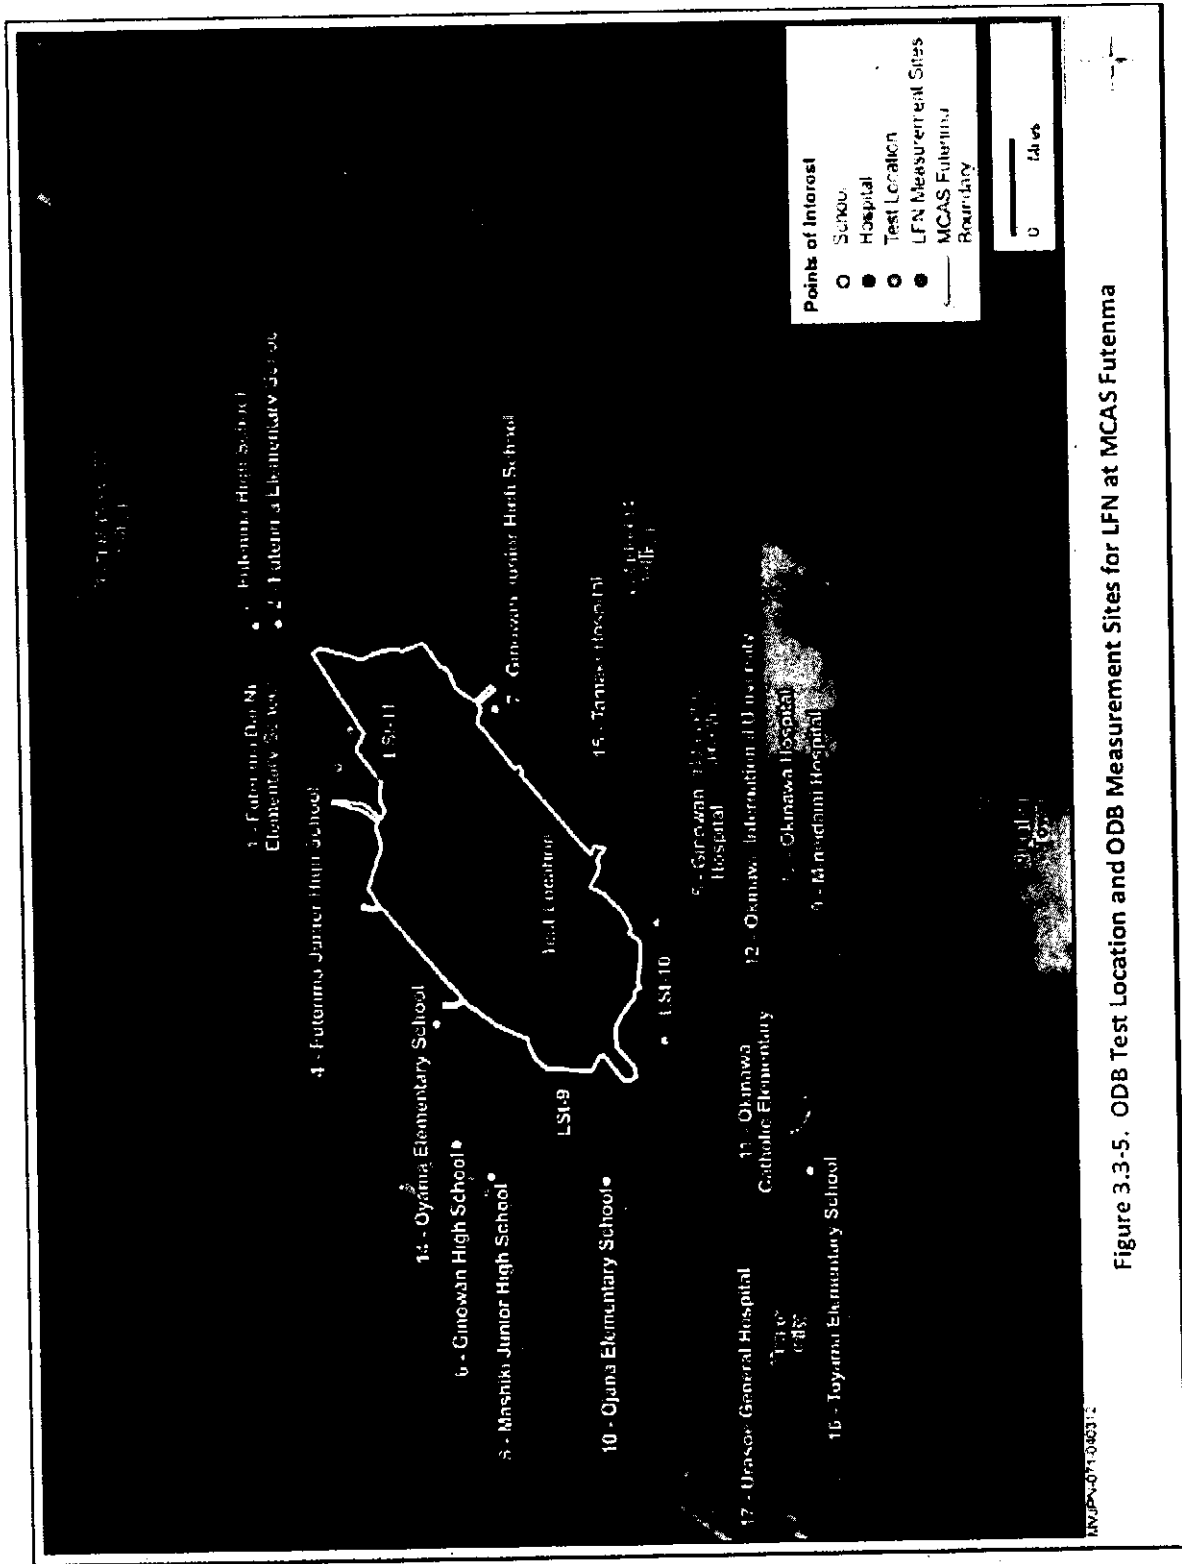 1 - Futenma High School
2 - Futenma Elementary School
Elementary School
4 - Futenma Junior High School
LSI-11
7 - Ginowan Junior High School
14 - Oyama Elementary School
6 - Ginowan High School
8 - Mashiki Junior High School
LSI-9
Test Location
15 - Tamaki Hospital
10 - Ojana Elementary School
LSI-10
Hospital
12 - Okinawa International University
11 - Okinawa
Catholic Elementary
Okinawa Hospital
9 - Mineidaini Hospital
17 - Urasoe General Hospital
16 - Toyama Elementary School
Points of Interest
School
Hospital
Test Location
LFN Measurement Sites
MCAS Futenma
Boundary
0
Miles
Figure 3.3-5. ODB Test Location and ODB Measurement Sites for LFN at MCAS Futenma